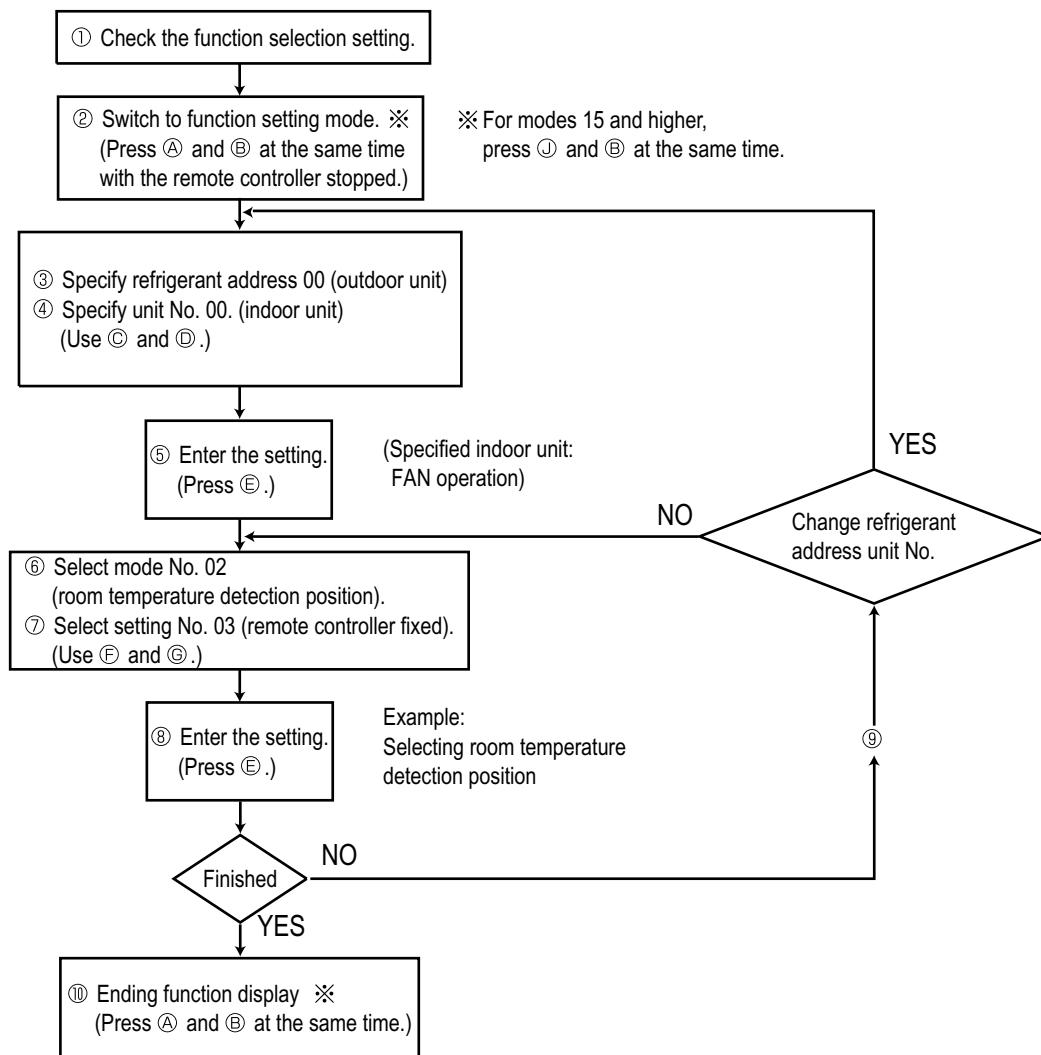 ① Check the function selection setting.
② Switch to function setting mode. ※
(Press Ⓐ and Ⓑ at the same time
with the remote controller stopped.)
※ For modes 15 and higher,
press Ⓙ and Ⓑ at the same time.
③ Specify refrigerant address 00 (outdoor unit)
④ Specify unit No. 00. (indoor unit)
(Use Ⓒ and Ⓓ.)
⑤ Enter the setting.
(Press Ⓔ.)
(Specified indoor unit:
FAN operation)
YES
NO
Change refrigerant
address unit No.
⑥ Select mode No. 02
(room temperature detection position).
⑦ Select setting No. 03 (remote controller fixed).
(Use Ⓕ and Ⓖ.)
⑧ Enter the setting.
(Press Ⓔ.)
Example:
Selecting room temperature
detection position
⑨
Finished
NO
YES
⑩ Ending function display ※
(Press Ⓐ and Ⓑ at the same time.)